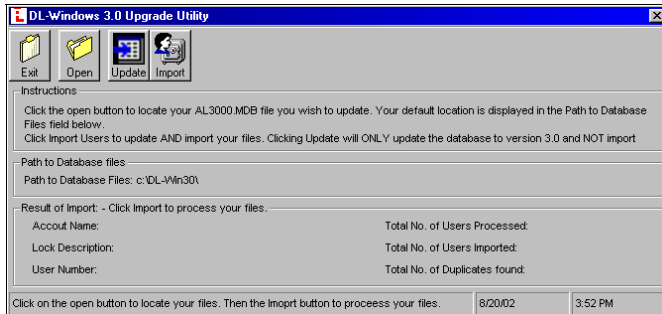 DL-Windows 3.0 Upgrade Utility
Exit Open Update Import
Instructions
Click the open button to locate your AL3000.MDB file you wish to update. Your default location is displayed in the Path to Database
Files field below.
Click Import Users to update AND import your files. Clicking Update will ONLY update the database to version 3.0 and NOT import
Path to Database files
Path to Database Files: c:\DL-Win30\
Result of Import: - Click Import to process your files.
Accout Name: Total No. of Users Processed:
Lock Description: Total No. of Users Imported:
User Number: Total No. of Duplicates found:
Click on the open button to locate your files. Then the Imoprt button to proceess your files. 8/20/02 3:52 PM